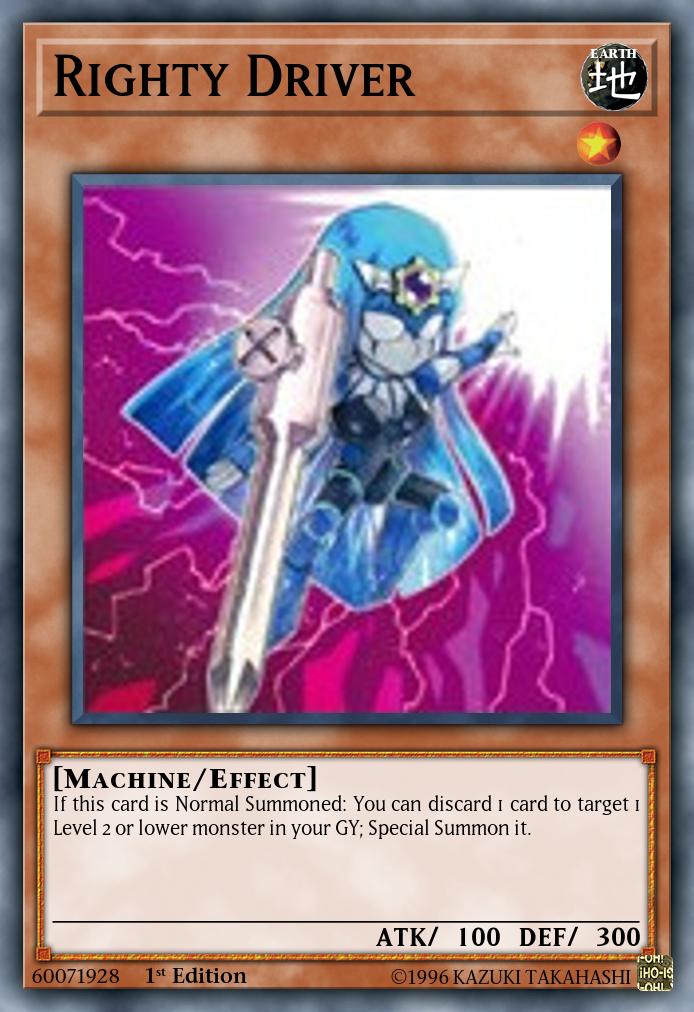 Righty Driver
EARTH
地
[Machine/Effect]
If this card is Normal Summoned: You can discard 1 card to target 1
Level 2 or lower monster in your GY; Special Summon it.
ATK/ 100 DEF/ 300
60071928 1st Edition ©1996 KAZUKI TAKAHASHI